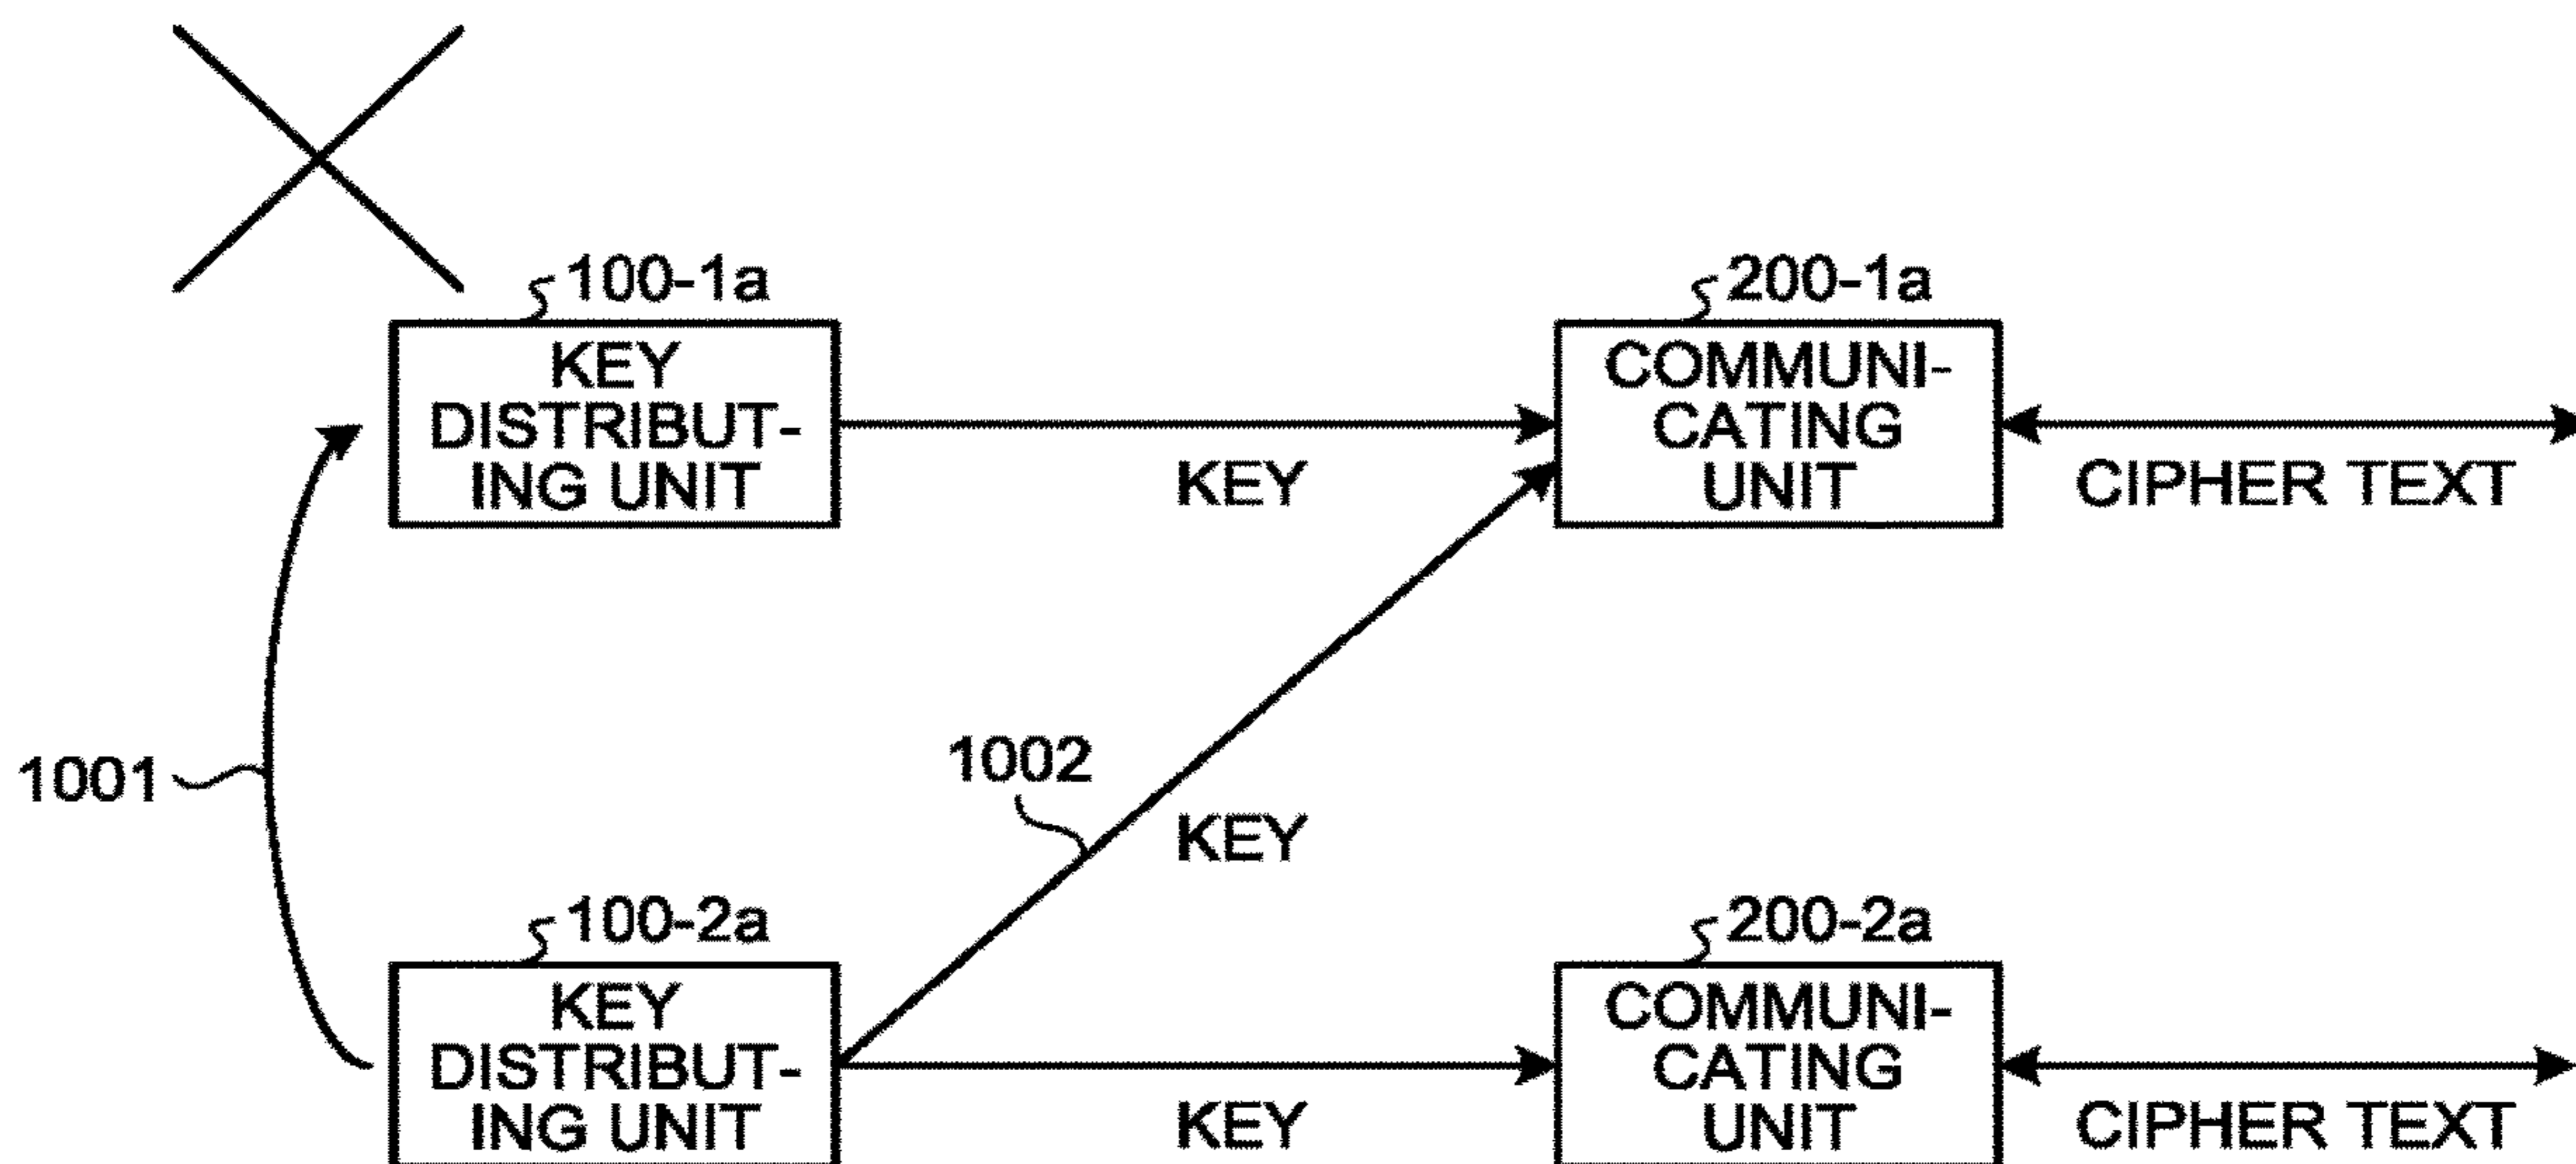 100-1a
200-1a
KEY
DISTRIBUT-
ING UNIT
KEY
COMMUNI-
CATING
UNIT
CIPHER TEXT
1001
1002
KEY
100-2a
200-2a
KEY
DISTRIBUT-
ING UNIT
KEY
COMMUNI-
CATING
UNIT
CIPHER TEXT